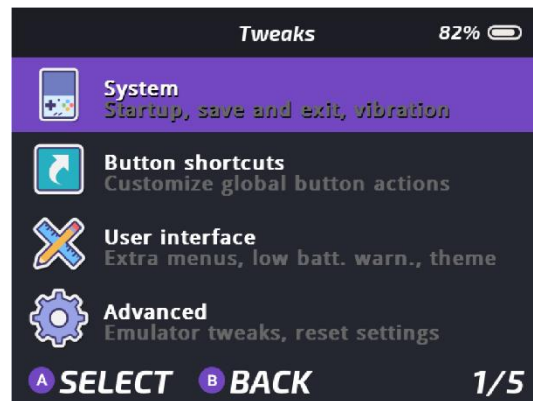 Tweaks 82%
System
Startup, save and exit, vibration
Button shortcuts
Customize global button actions
User interface
Extra menus, low batt. warn., theme
Advanced
Emulator tweaks, reset settings
A SELECT B BACK 1/5